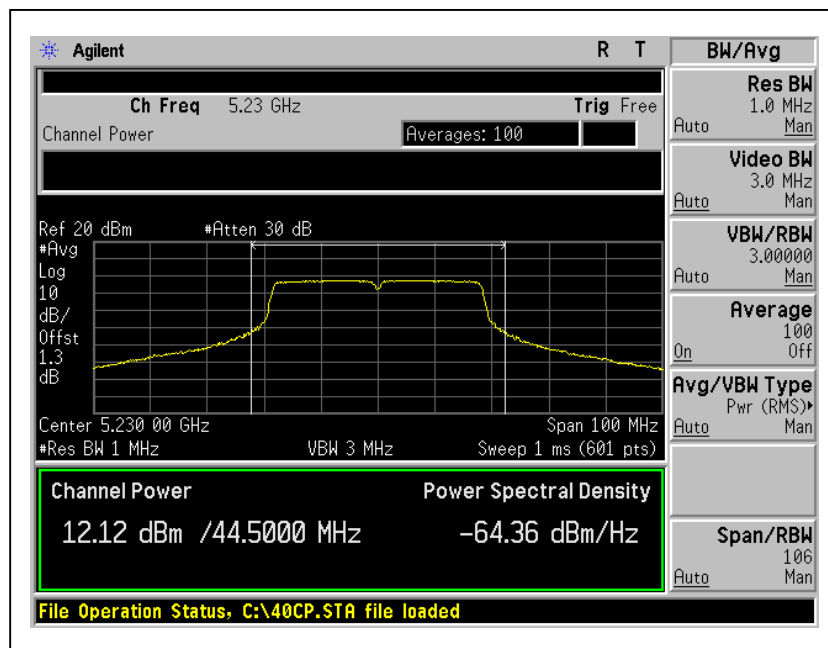 Agilent R T
Ch Freq 5.23 GHz Trig Free
Channel Power Averages: 100
Ref 20 dBm #Atten 30 dB
#Avg
Log
10
dB/
Offst
1.3
dB
Center 5.230 00 GHz Span 100 MHz
#Res BW 1 MHz VBW 3 MHz Sweep 1 ms (601 pts)
Channel Power Power Spectral Density
12.12 dBm /44.5000 MHz -64.36 dBm/Hz
File Operation Status, C:\40CP.STA file loaded
BW/Avg
Res BW
1.0 MHz
Auto Man
Video BW
3.0 MHz
Auto Man
VBW/RBW
3.00000
Auto Man
Average
100
On Off
Avg/VBW Type
Pwr (RMS)▸
Auto Man
Span/RBW
106
Auto Man